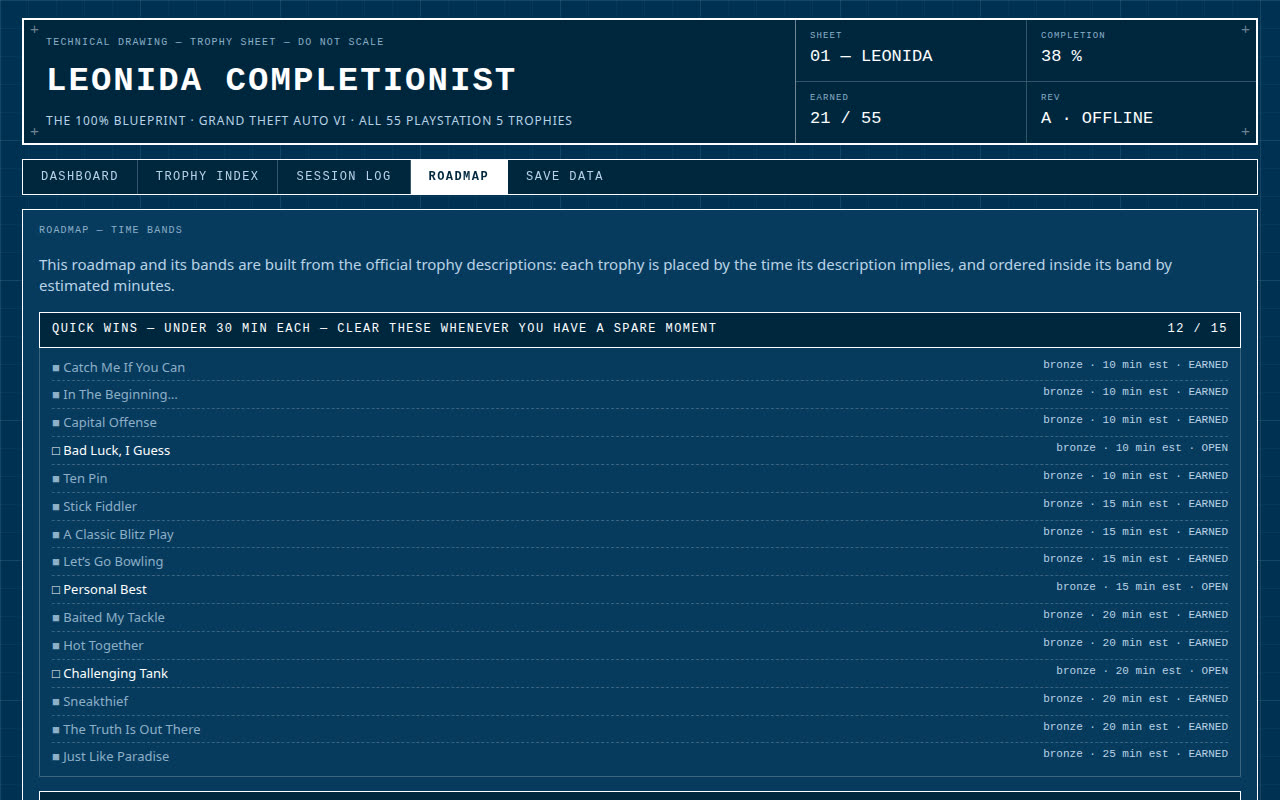 TECHNICAL DRAWING — TROPHY SHEET — DO NOT SCALE
LEONIDA COMPLETIONIST
THE 100% BLUEPRINT · GRAND THEFT AUTO VI · ALL 55 PLAYSTATION 5 TROPHIES
SHEET
01 — LEONIDA
COMPLETION
38 %
EARNED
21 / 55
REV
A · OFFLINE
DASHBOARD
TROPHY INDEX
SESSION LOG
ROADMAP
SAVE DATA
ROADMAP — TIME BANDS
This roadmap and its bands are built from the official trophy descriptions: each trophy is placed by the time its description implies, and ordered inside its band by
estimated minutes.
QUICK WINS — UNDER 30 MIN EACH — CLEAR THESE WHENEVER YOU HAVE A SPARE MOMENT 12 / 15
■ Catch Me If You Can bronze · 10 min est · EARNED
■ In The Beginning... bronze · 10 min est · EARNED
■ Capital Offense bronze · 10 min est · EARNED
□ Bad Luck, I Guess bronze · 10 min est · OPEN
■ Ten Pin bronze · 10 min est · EARNED
■ Stick Fiddler bronze · 15 min est · EARNED
■ A Classic Blitz Play bronze · 15 min est · EARNED
■ Let's Go Bowling bronze · 15 min est · EARNED
□ Personal Best bronze · 15 min est · OPEN
■ Baited My Tackle bronze · 20 min est · EARNED
■ Hot Together bronze · 20 min est · EARNED
□ Challenging Tank bronze · 20 min est · OPEN
■ Sneakthief bronze · 20 min est · EARNED
■ The Truth Is Out There bronze · 20 min est · EARNED
■ Just Like Paradise bronze · 25 min est · EARNED